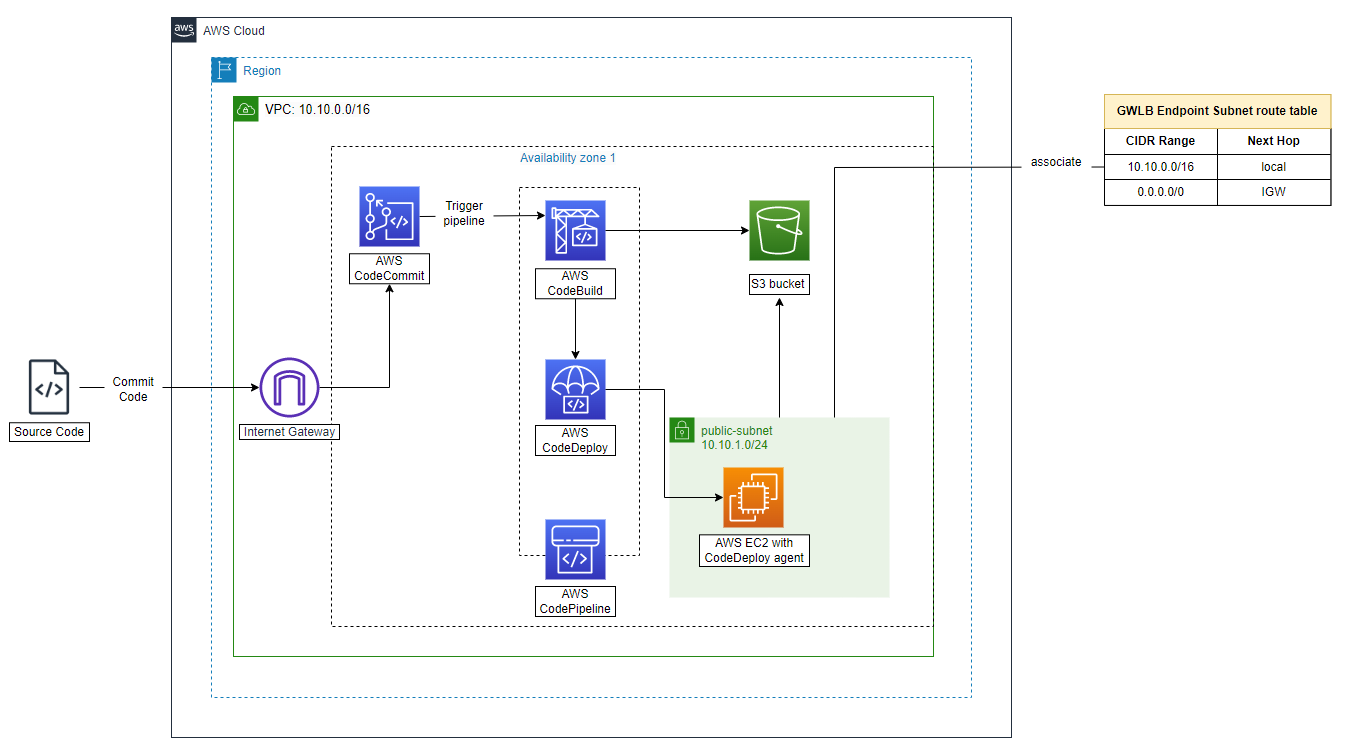 aws
AWS Cloud
Region
VPC: 10.10.0.0/16
Availability zone 1
GWLB Endpoint Subnet route table
CIDR Range
Next Hop
10.10.0.0/16
local
0.0.0.0/0
IGW
associate
Trigger
pipeline
AWS
CodeCommit
AWS
CodeBuild
S3 bucket
Commit
Code
Source Code
Internet Gateway
AWS
CodeDeploy
public-subnet
10.10.1.0/24
AWS EC2 with
CodeDeploy agent
AWS
CodePipeline